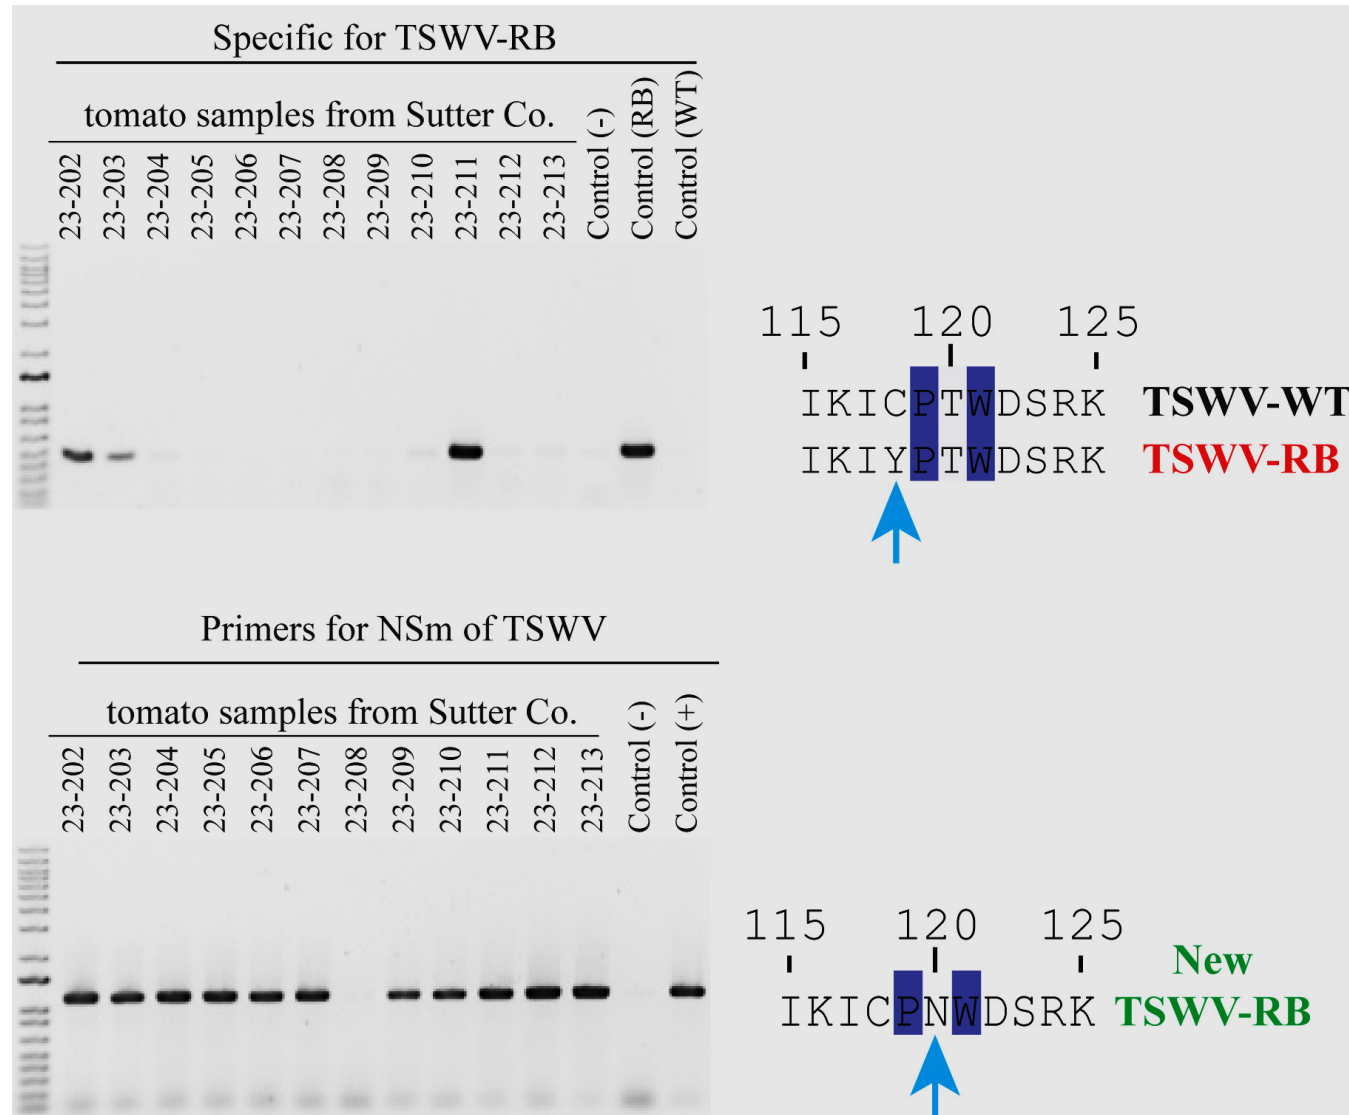 Specific for TSWV-RB
tomato samples from Sutter Co.
23-202
23-203
23-204
23-205
23-206
23-207
23-208
23-209
23-210
23-211
23-212
23-213
Control (-)
Control (RB)
Control (WT)
115 120 125
IKICPTWDSRK TSWV-WT
IKIYPTWDSRK TSWV-RB
Primers for NSm of TSWV
tomato samples from Sutter Co.
23-202
23-203
23-204
23-205
23-206
23-207
23-208
23-209
23-210
23-211
23-212
23-213
Control (-)
Control (+)
115 120 125
New
IKICPNWDSRK TSWV-RB